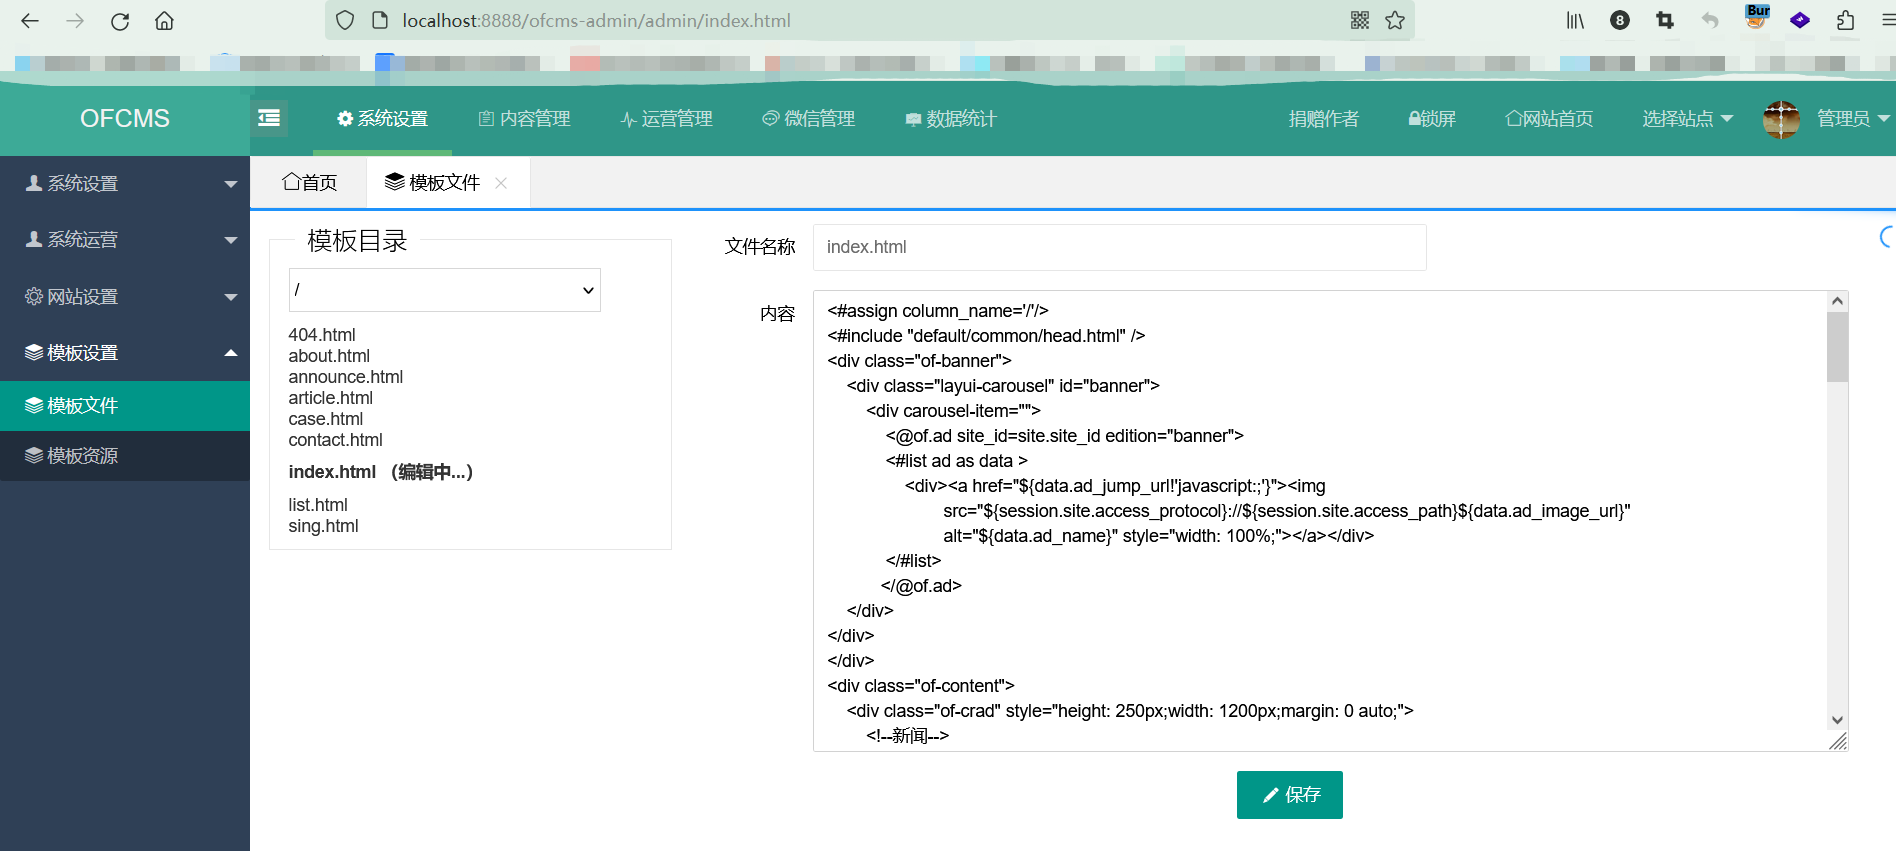 localhost:8888/ofcms-admin/admin/index.html
8
Bur
OFCMS
系统设置
内容管理
运营管理
微信管理
数据统计
捐赠作者
锁屏
网站首页
选择站点
管理员
系统设置
系统运营
网站设置
模板设置
模板文件
模板资源
首页
模板文件
模板目录
/
404.html
about.html
announce.html
article.html
case.html
contact.html
index.html （编辑中...）
list.html
sing.html
文件名称
index.html
内容
<#assign column_name='/'/>
<#include "default/common/head.html" />
<div class="of-banner">
<div class="layui-carousel" id="banner">
<div carousel-item="">
<@of.ad site_id=site.site_id edition="banner">
<#list ad as data >
<div><a href="${data.ad_jump_url!'javascript:;'}"><img
src="${session.site.access_protocol}://${session.site.access_path}${data.ad_image_url}"
alt="${data.ad_name}" style="width: 100%;"></a></div>
</#list>
</@of.ad>
</div>
</div>
</div>
<div class="of-content">
<div class="of-crad" style="height: 250px;width: 1200px;margin: 0 auto;">
<!--新闻-->
保存